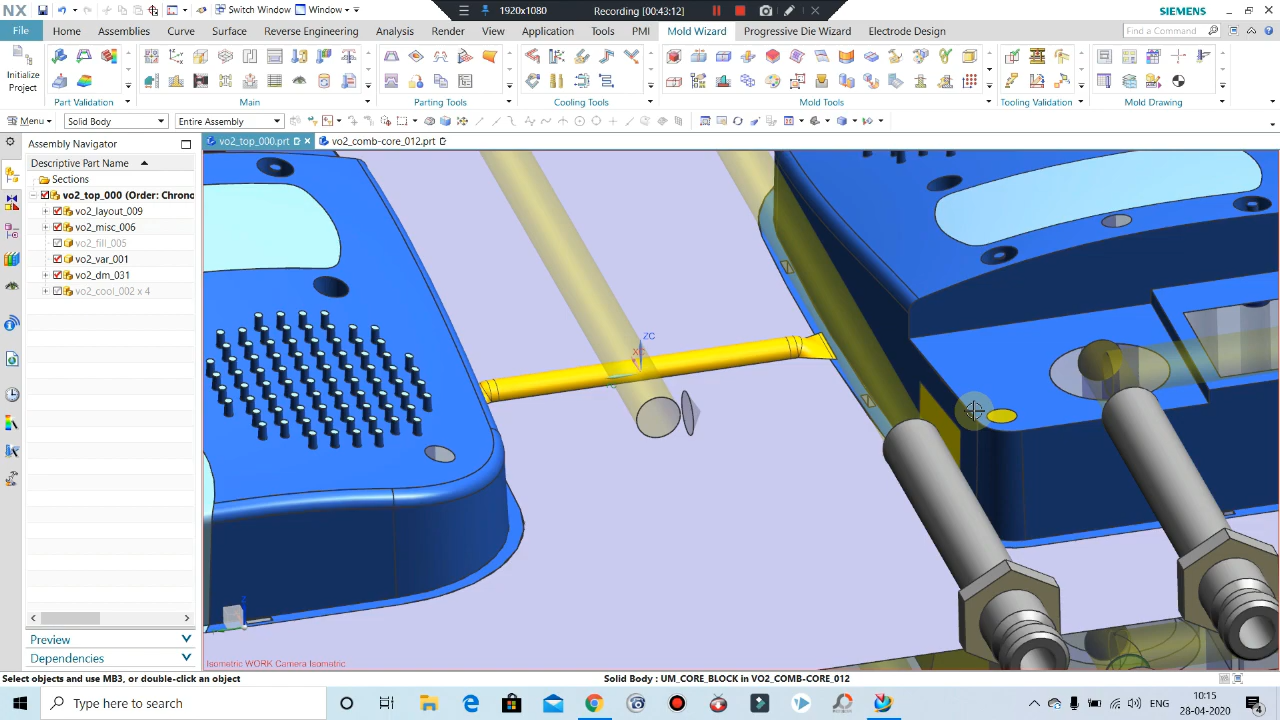 NX
Switch Window
Window
1920x1080
Recording [00:43:12]
SIEMENS
File
Home
Curve
Surface
Reverse Engineering
Analysis
Render
View
Application
Tools
PMI
Mold Wizard
Progressive Die Wizard
Electrode Design
Find a Command
Initialize
Project
Part Validation
Main
Parting Tools
Cooling Tools
Mold Tools
Tooling Validation
Mold Drawing
Menu
Solid Body
Entire Assembly
Assembly Navigator
vo2_top_000.prt
vo2_comb-core_012.prt
Descriptive Part Name
Sections
vo2_top_000 (Order: Chrono
vo2_layout_009
vo2_misc_006
vo2_fill_005
vo2_var_001
vo2_dm_031
vo2_cool_002 x 4
ZC
Preview
Dependencies
Isometric WORK Camera Isometric
Select objects and use MB3, or double-click an object
Solid Body : UM_CORE_BLOCK in VO2_COMB-CORE_012
Type here to search
ENG
10:15
28-04-2020
4